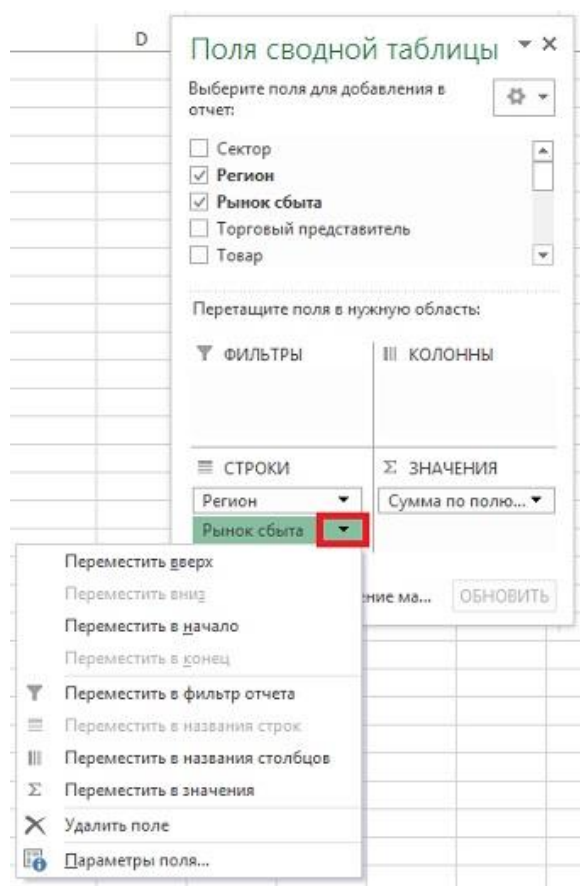 D
Поля сводной таблицы
Выберите поля для добавления в
отчет:
Сектор
Регион
Рынок сбыта
Торговый представитель
Товар
Перетащите поля в нужную область:
ФИЛЬТРЫ
КОЛОННЫ
СТРОКИ
Σ ЗНАЧЕНИЯ
Регион
Сумма по полю...
Рынок сбыта
ма...
ОБНОВИТЬ
Переместить вверх
Переместить вниз
Переместить в начало
Переместить в конец
Переместить в фильтр отчета
Переместить в названия строк
Переместить в названия столбцов
Σ Переместить в значения
Удалить поле
Параметры поля...